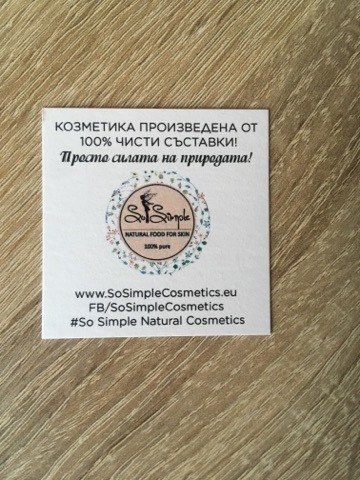 КОЗМЕТИКА ПРОИЗВЕДЕНА ОТ
100% ЧИСТИ СЪСТАВКИ!
Просто силата на природата!
So Simple
NATURAL FOOD FOR SKIN
100% pure
www.SoSimpleCosmetics.eu
FB/SoSimpleCosmetics
#So Simple Natural Cosmetics